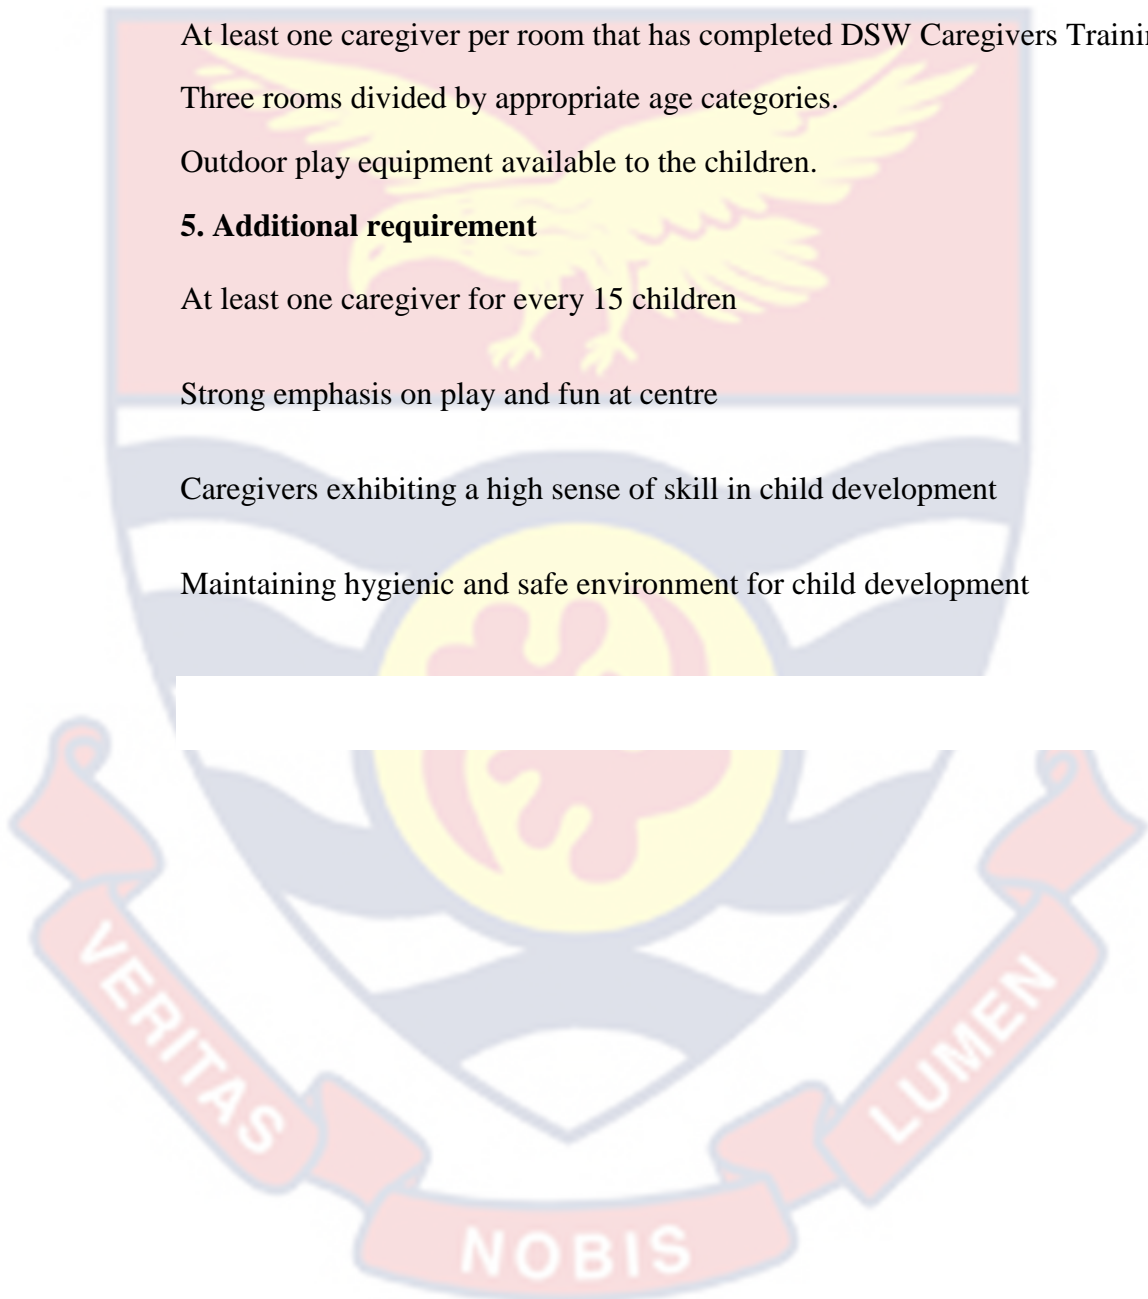 At least one caregiver per room that has completed DSW Caregivers Trainin
Three rooms divided by appropriate age categories.
Outdoor play equipment available to the children.
5. Additional requirement
At least one caregiver for every 15 children
Strong emphasis on play and fun at centre
Caregivers exhibiting a high sense of skill in child development
Maintaining hygienic and safe environment for child development
VERITAS
NOBIS
LUMEN